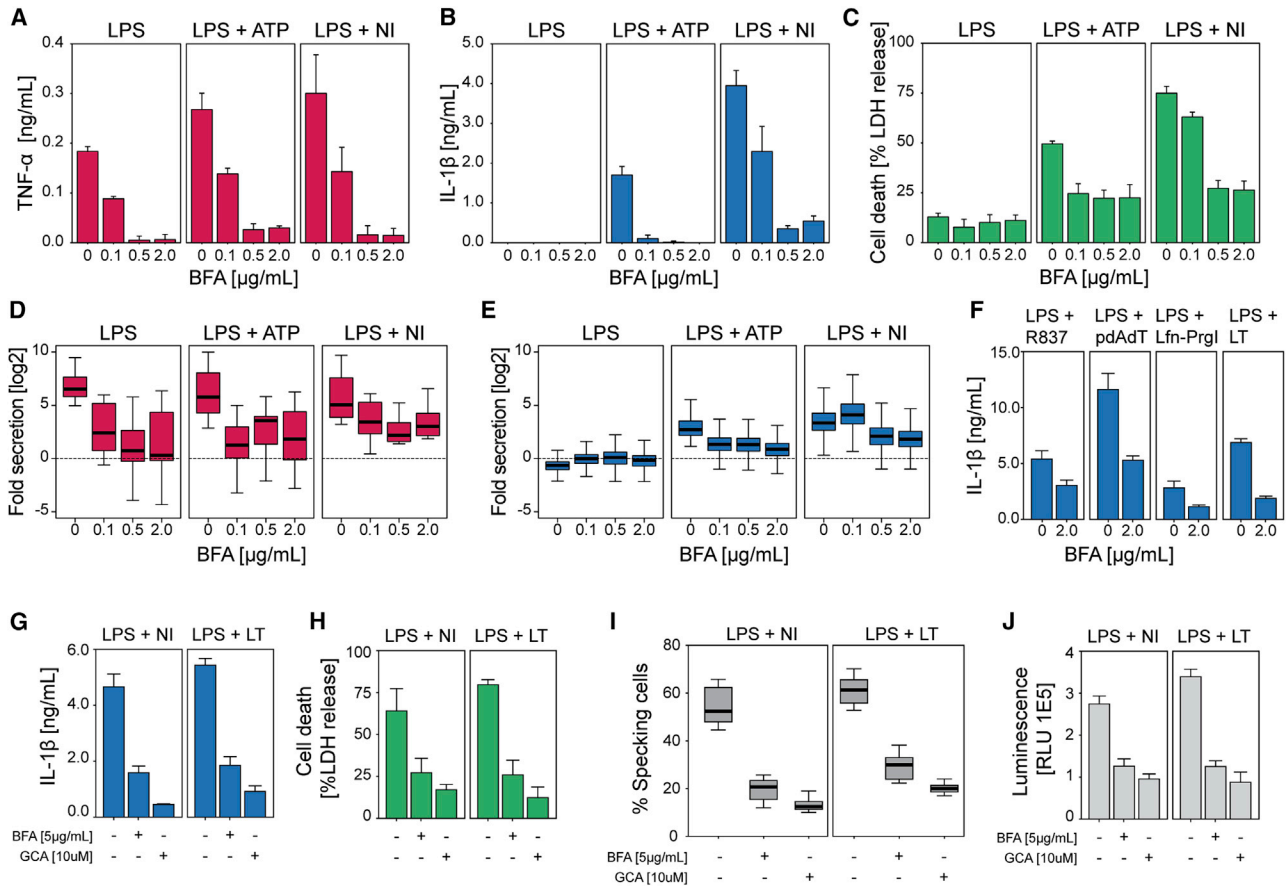 A
LPS
LPS + ATP
LPS + NI
TNF-α [ng/mL]
0.4
0.3
0.2
0.1
0.0
0 0.1 0.5 2.0 0 0.1 0.5 2.0 0 0.1 0.5 2.0
BFA [µg/mL]
B
LPS
LPS + ATP
LPS + NI
IL-1β [ng/mL]
5.0
4.0
3.0
2.0
1.0
0.0
0 0.1 0.5 2.0 0 0.1 0.5 2.0 0 0.1 0.5 2.0
BFA [µg/mL]
C
LPS
LPS + ATP
LPS + NI
Cell death [% LDH release]
100
75
50
25
0
0 0.1 0.5 2.0 0 0.1 0.5 2.0 0 0.1 0.5 2.0
BFA [µg/mL]
D
LPS
LPS + ATP
LPS + NI
Fold secretion [log2]
10
5
0
-5
0 0.1 0.5 2.0 0 0.1 0.5 2.0 0 0.1 0.5 2.0
BFA [µg/mL]
E
LPS
LPS + ATP
LPS + NI
Fold secretion [log2]
10
5
0
-5
0 0.1 0.5 2.0 0 0.1 0.5 2.0 0 0.1 0.5 2.0
BFA [µg/mL]
F
LPS + LPS + LPS + LPS +
R837 pdAdT Lfn-PrgI LT
IL-1β [ng/mL]
15.0
10.0
5.0
0.0
0 2.0 0 2.0 0 2.0 0 2.0
BFA [µg/mL]
G
LPS + NI
LPS + LT
IL-1β [ng/mL]
6.0
4.0
2.0
0.0
BFA [5µg/mL] - + - - + -
GCA [10uM] - - + - - +
H
LPS + NI
LPS + LT
Cell death
[%LDH release]
100
75
50
25
0
- + - - + -
- - + - - +
I
LPS + NI
LPS + LT
% Specking cells
80
60
40
20
0
BFA [5µg/mL] - + - - + -
GCA [10uM] - - + - - +
J
LPS + NI
LPS + LT
Luminescence
[RLU 1E5]
4
3
2
1
0
BFA [5µg/mL] - + - - + -
GCA [10uM] - - + - - +